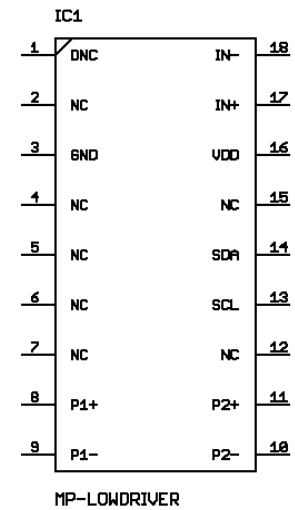 IC1
1 DNC IN- 18
2 NC IN+ 17
3 GND VDD 16
4 NC NC 15
5 NC SDA 14
6 NC SCL 13
7 NC NC 12
8 P1+ P2+ 11
9 P1- P2- 10
MP-LOWDRIVER